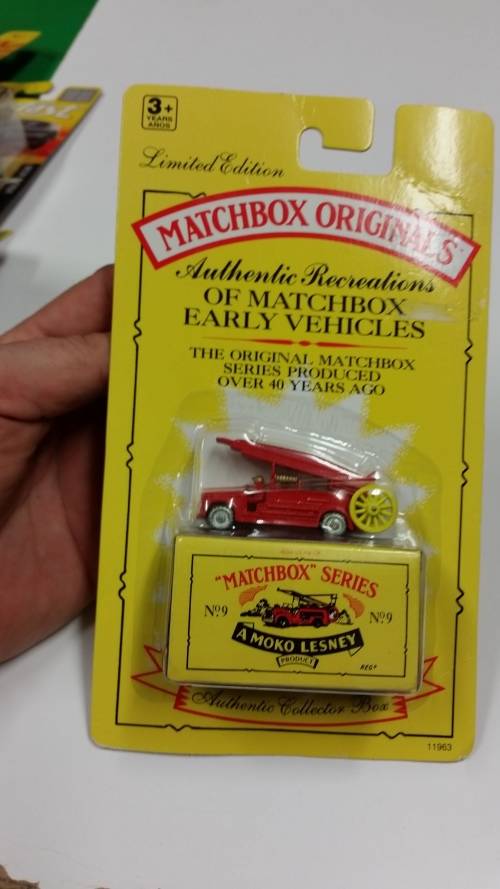 3+
YEARS
AÑOS
Limited Edition
MATCHBOX ORIGINALS
Authentic Recreations
OF MATCHBOX
EARLY VEHICLES
THE ORIGINAL MATCHBOX
SERIES PRODUCED
OVER 40 YEARS AGO
"MATCHBOX" SERIES
Nº9 Nº9
A MOKO LESNEY
PRODUCT
REGD
Authentic Collector Box
11963